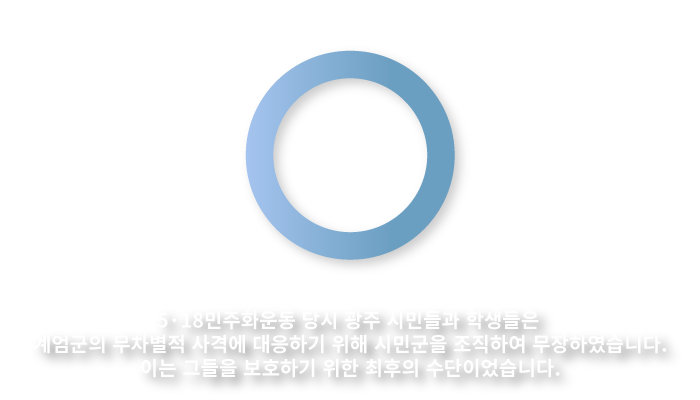 5·18민주화운동 당시 광주 시민들과 학생들은
계엄군의 무차별적 사격에 대응하기 위해 시민군을 조직하여 무장하였습니다.
이는 그들을 보호하기 위한 최후의 수단이었습니다.